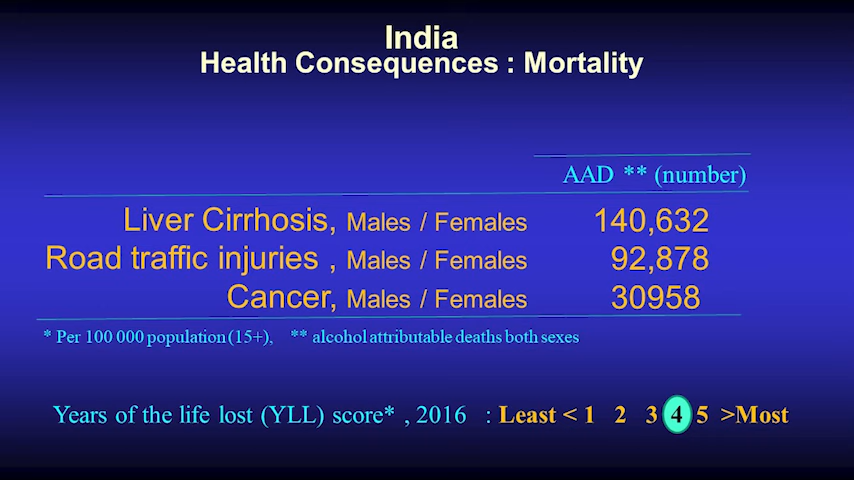 India
Health Consequences : Mortality
AAD ** (number)
Liver Cirrhosis, Males / Females 140,632
Road traffic injuries , Males / Females 92,878
Cancer, Males / Females 30958
* Per 100 000 population (15+), ** alcohol attributable deaths both sexes
Years of the life lost (YLL) score* , 2016 : Least < 1 2 3 4 5 >Most